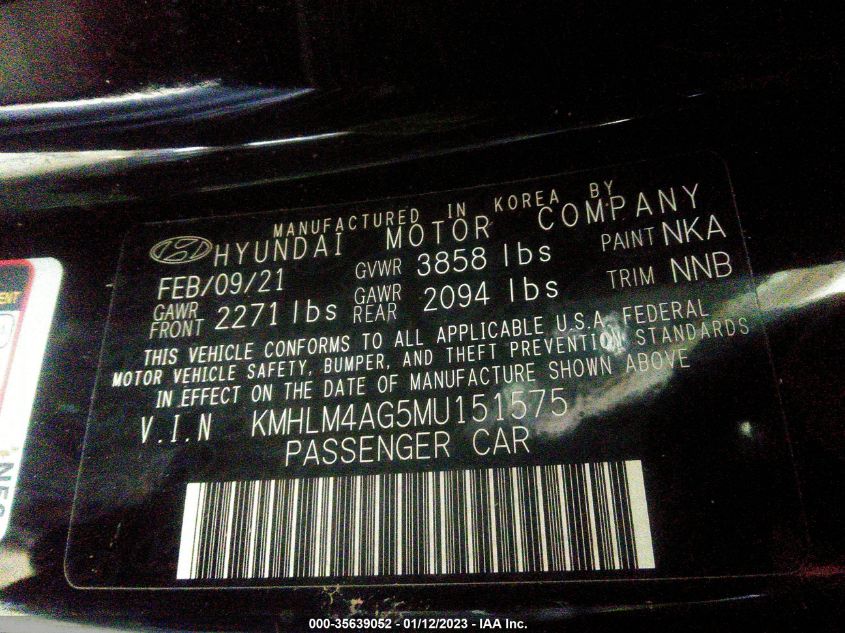 MANUFACTURED IN KOREA BY
HYUNDAI MOTOR COMPANY
FEB/09/21 GVWR 3858 lbs PAINT NKA
GAWR FRONT 2271 lbs GAWR REAR 2094 lbs TRIM NNB
THIS VEHICLE CONFORMS TO ALL APPLICABLE U.S.A. FEDERAL
MOTOR VEHICLE SAFETY, BUMPER, AND THEFT PREVENTION STANDARDS
IN EFFECT ON THE DATE OF MANUFACTURE SHOWN ABOVE
V.I.N KMHLM4AG5MU151575
PASSENGER CAR
000-35639052 - 01/12/2023 - IAA Inc.